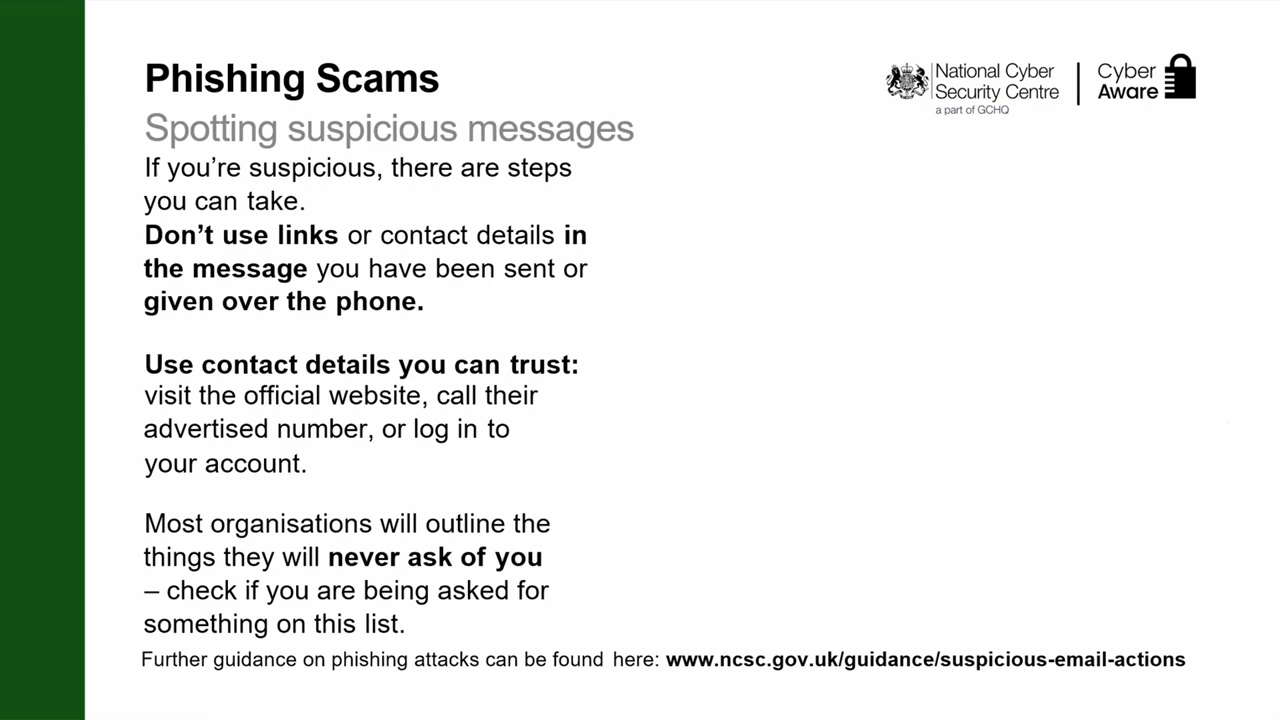 Phishing Scams
Spotting suspicious messages
National Cyber
Security Centre
a part of GCHQ
Cyber
Aware
If you’re suspicious, there are steps
you can take.
Don’t use links or contact details in
the message you have been sent or
given over the phone.
Use contact details you can trust:
visit the official website, call their
advertised number, or log in to
your account.
Most organisations will outline the
things they will never ask of you
– check if you are being asked for
something on this list.
Further guidance on phishing attacks can be found here: www.ncsc.gov.uk/guidance/suspicious-email-actions